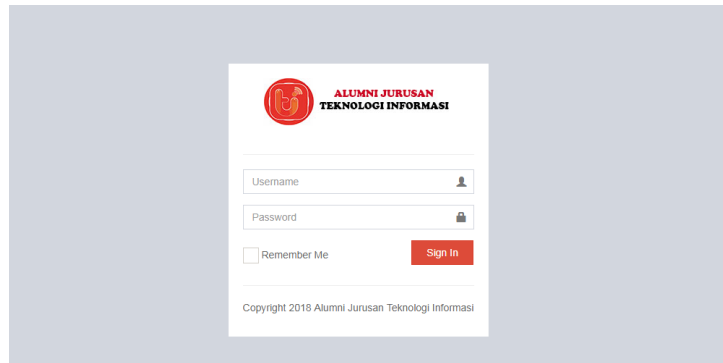 ALUMNI JURUSAN
TEKNOLOGI INFORMASI
Username
Password
Remember Me
Sign In
Copyright 2018 Alumni Jurusan Teknologi Informasi